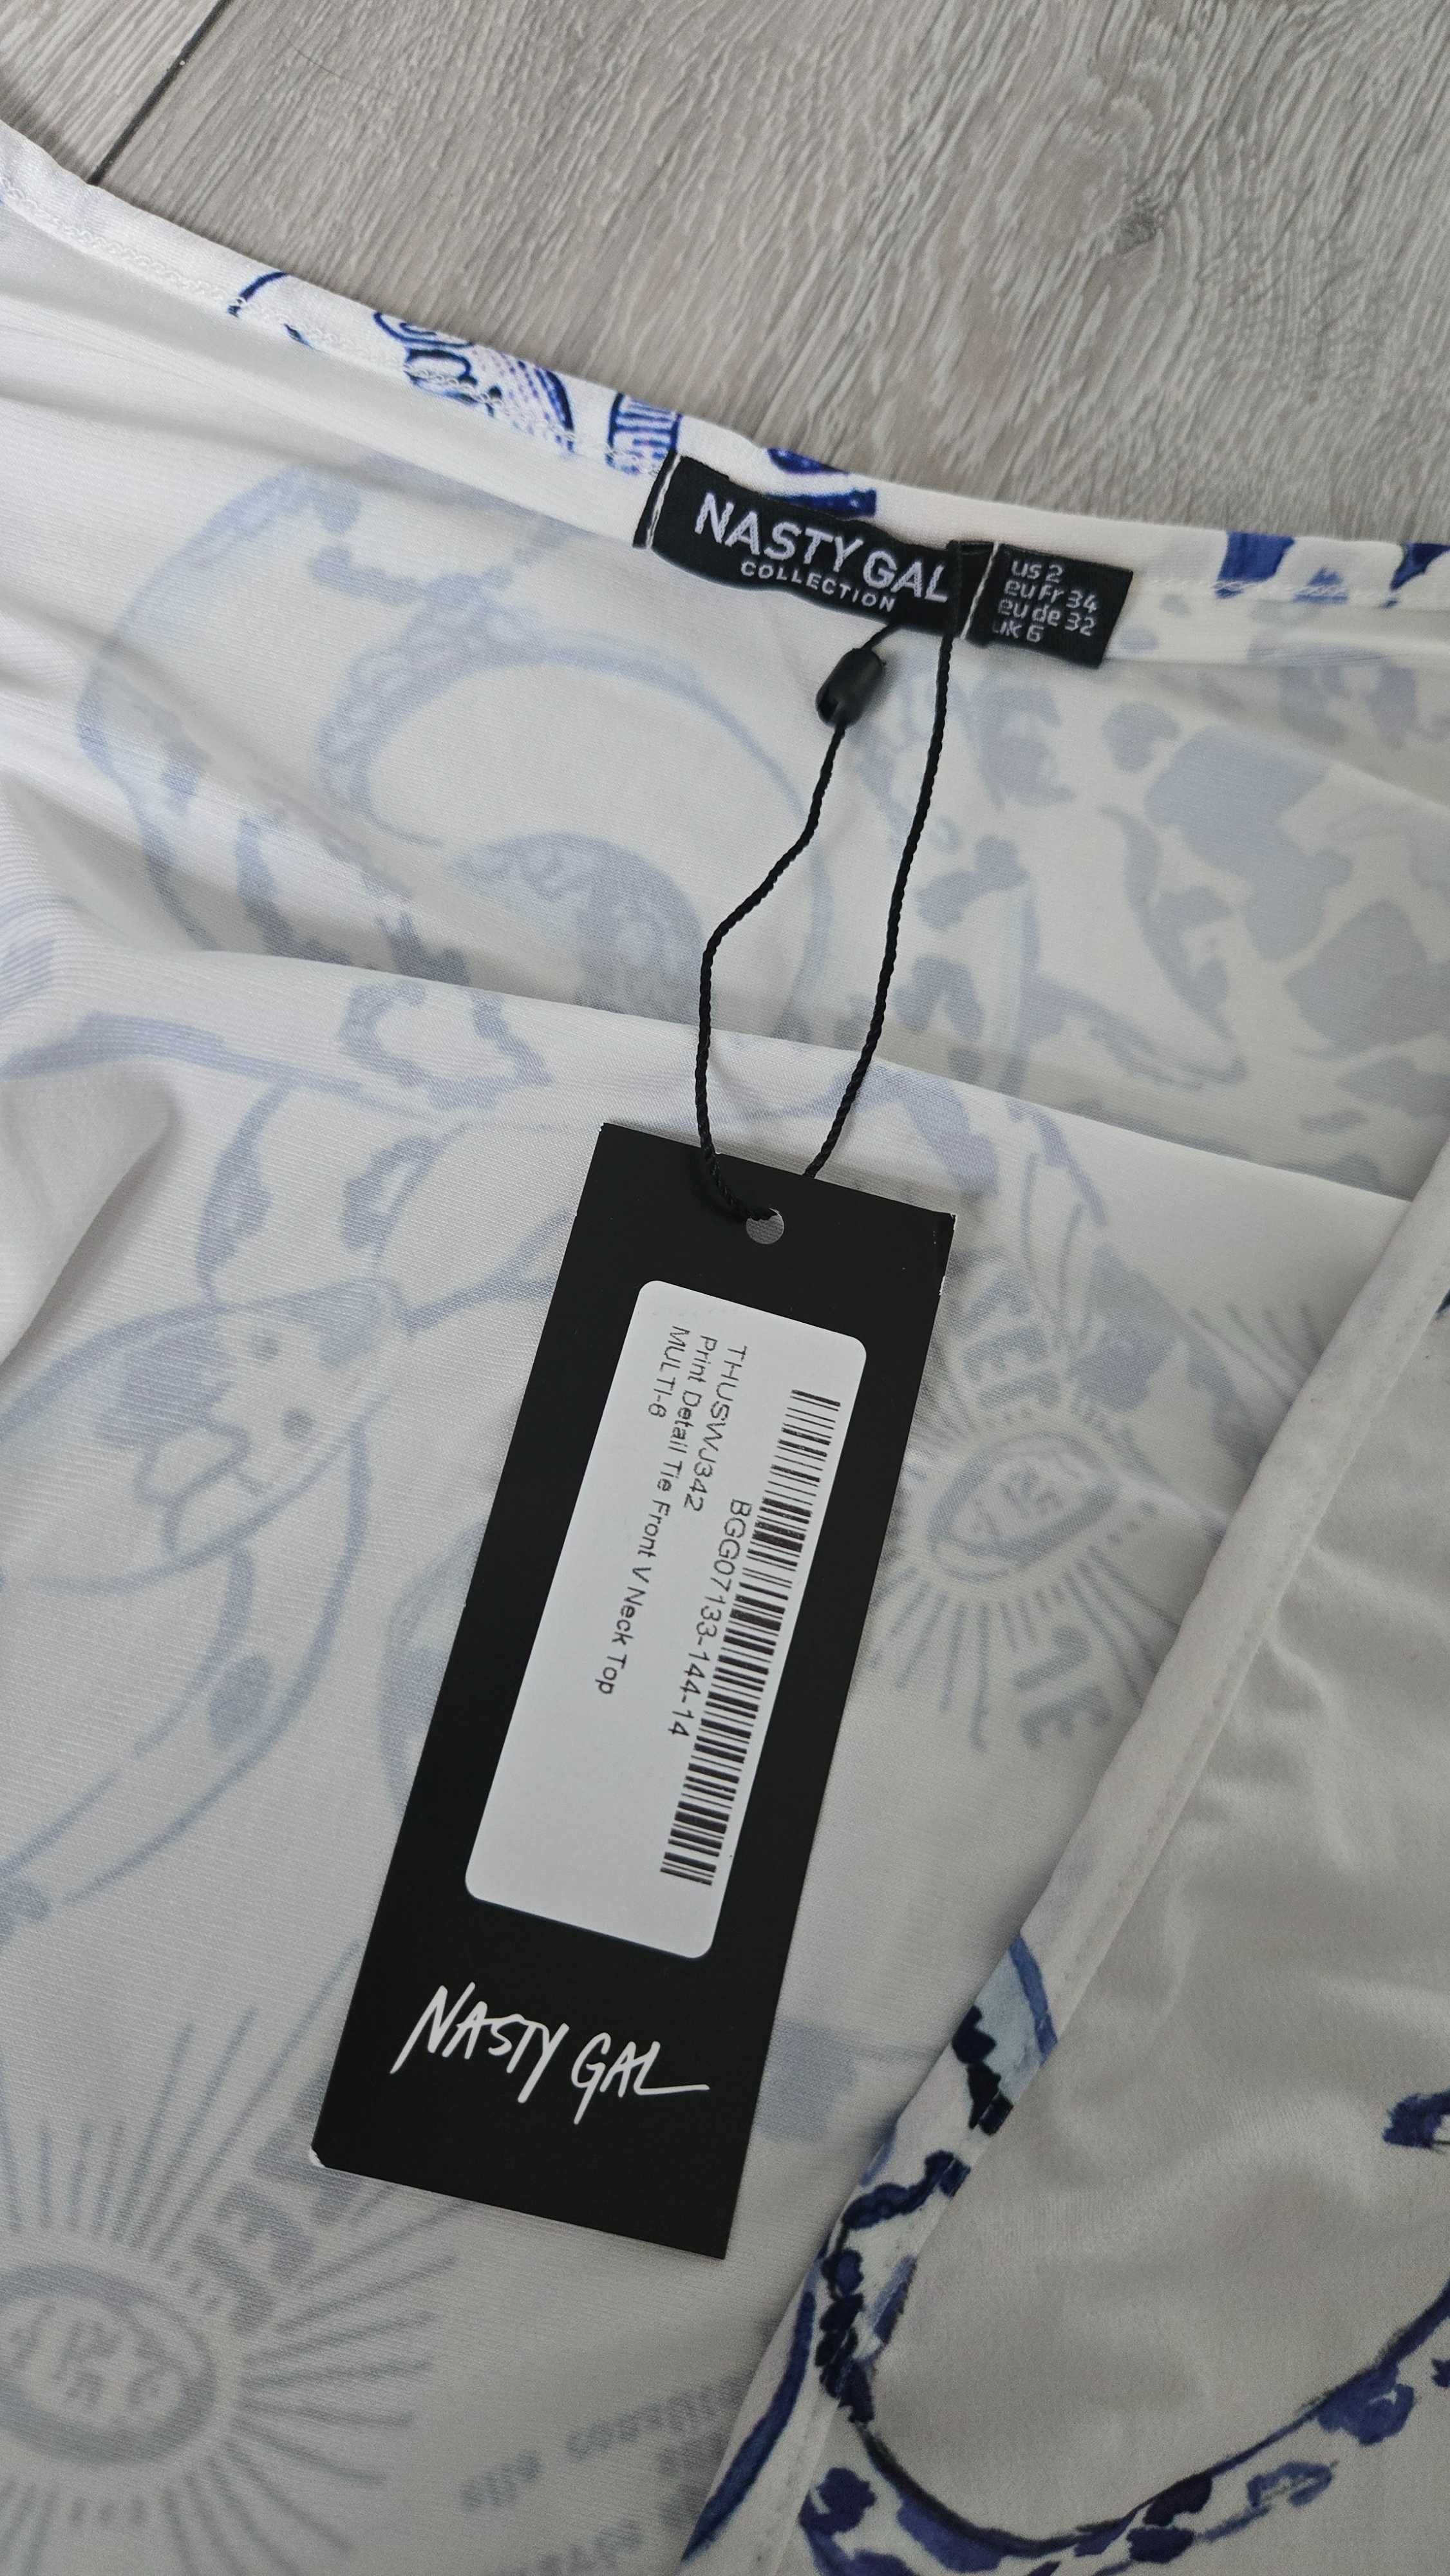 NASTY GAL
COLLECTION
us 2
eu Fr 34
eu de 32
uk 6
BGG07133-144-14
THUSWJ342
Print Detail Tie Front V Neck Top
MULTI-6
NASTY GAL